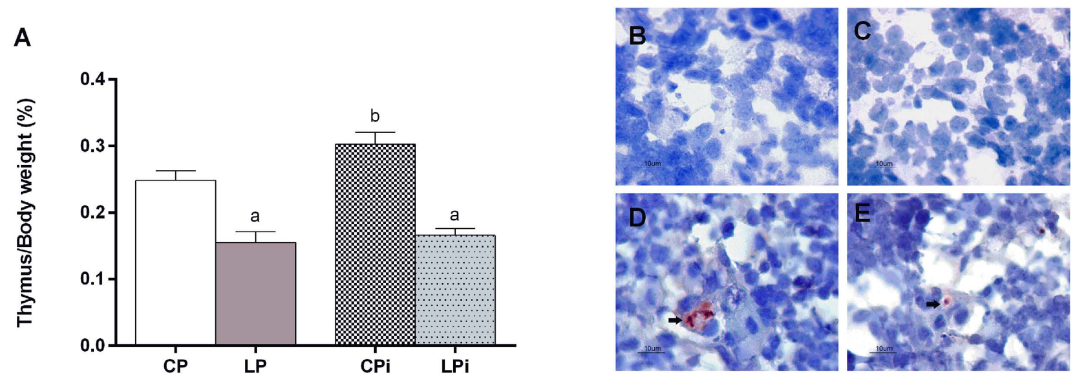 A
Thymus/Body weight (%)
0.4
0.3
0.2
0.1
0.0
a
b
a
CP LP CPi LPi
B
10um
C
10um
D
10um
E
10um